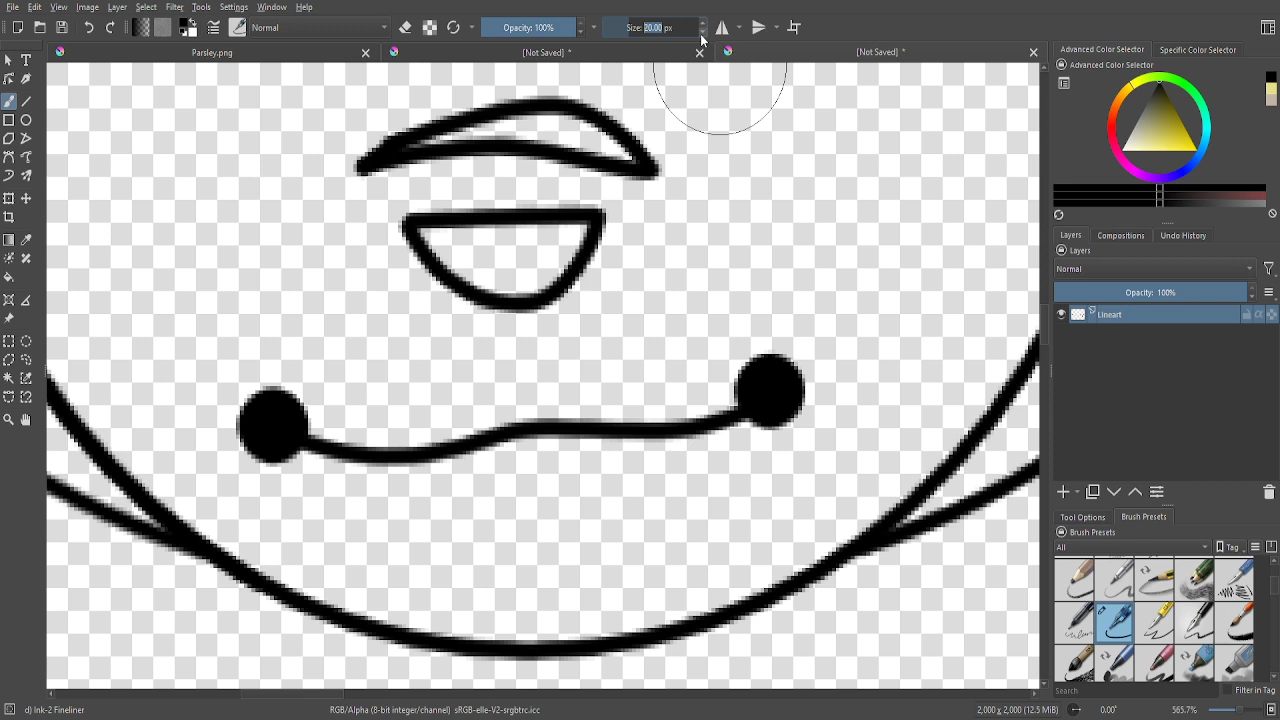 File Edit View Image Layer Select Filter Tools Settings Window Help
Normal Opacity: 100% Size: 20.00 px
Parsley.png [Not Saved] * [Not Saved] *
Advanced Color Selector Specific Color Selector
Advanced Color Selector
Layers Compositions Undo History
Layers
Normal
Opacity: 100%
Lineart
Tool Options Brush Presets
Brush Presets
All Tag
Search Filter in Tag
d) Ink-2 Fineliner RGB/Alpha (8-bit integer/channel) sRGB-elle-V2-srgbtrc.icc 2,000 x 2,000 (12.5 MiB) 0.00° 565.7%